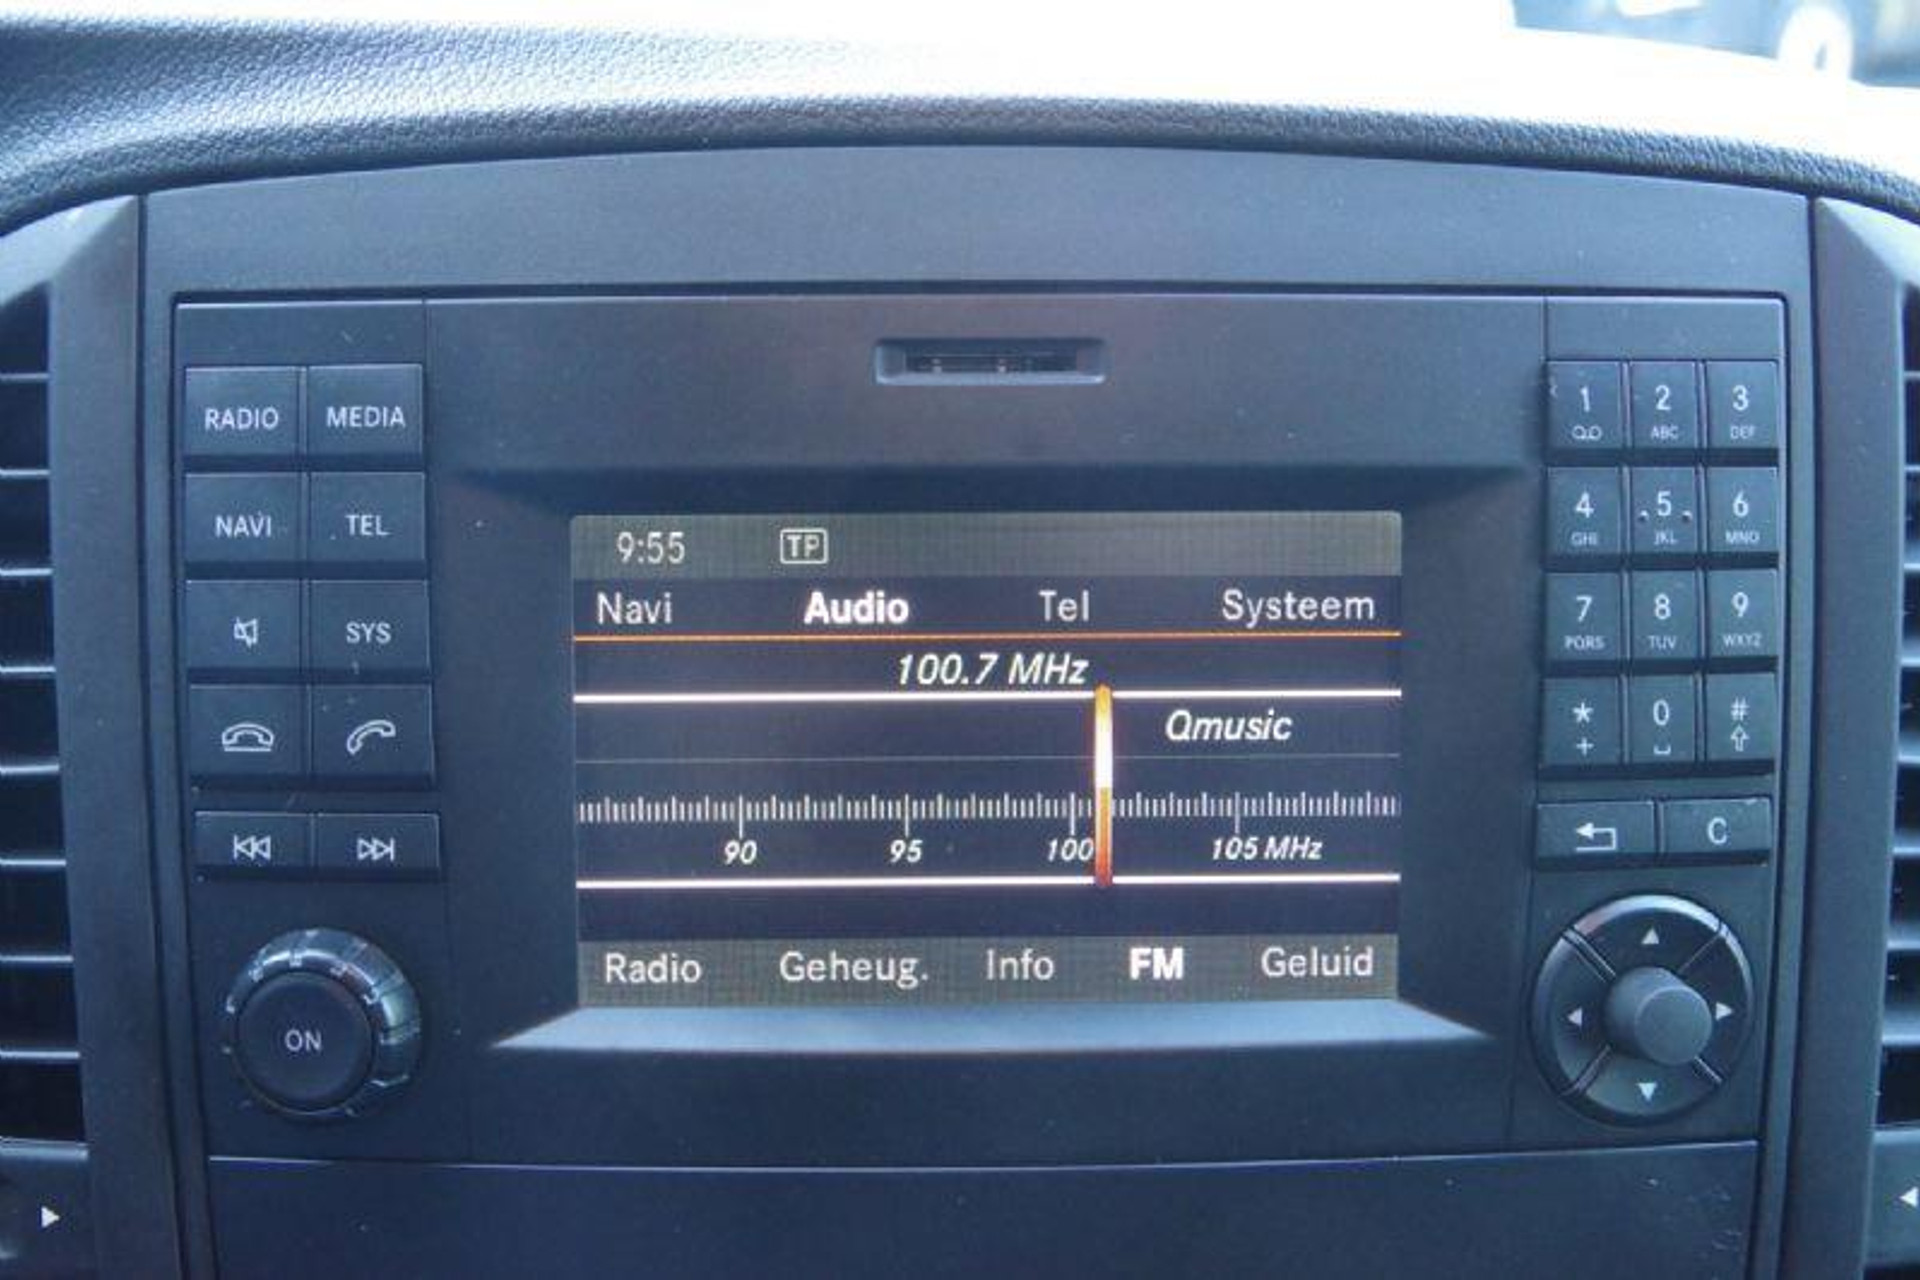 RADIO MEDIA
NAVI TEL
SYS
ON
9:55 TP
Navi Audio Tel Systeem
100.7 MHz
Qmusic
90 95 100 105 MHz
Radio Geheug. Info FM Geluid
1 2 3
ABC DEF
4 5 6
GHI JKL MNO
7 8 9
PQRS TUV WXYZ
* 0 #
+
C